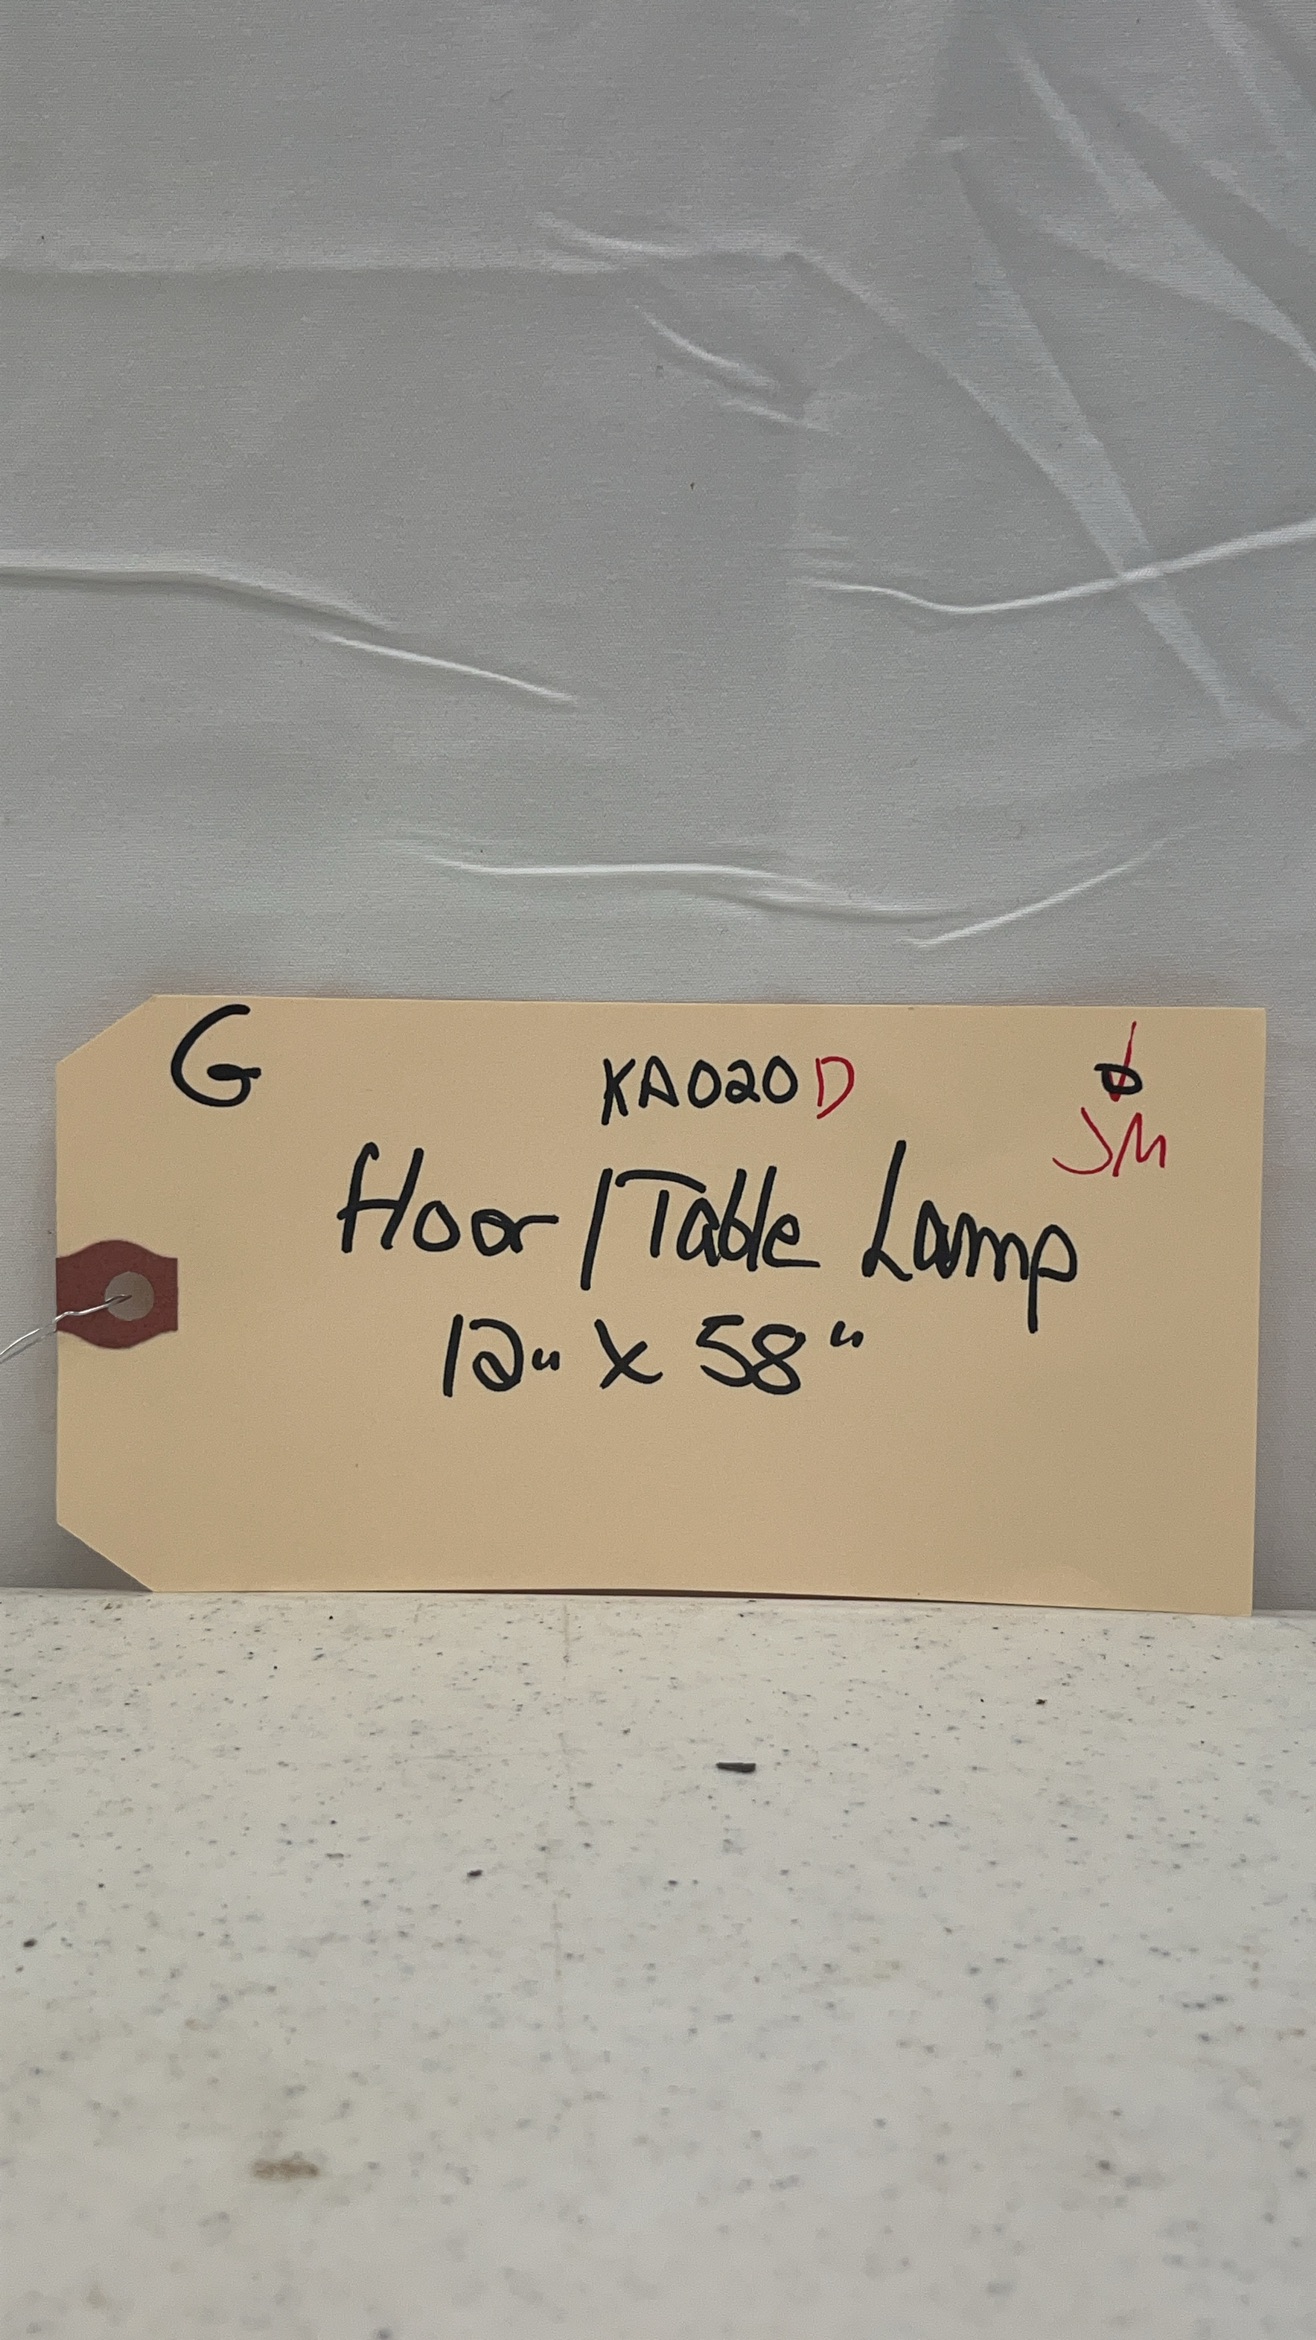 G
KA020D
JM
Floor/Table Lamp
12" x 58"